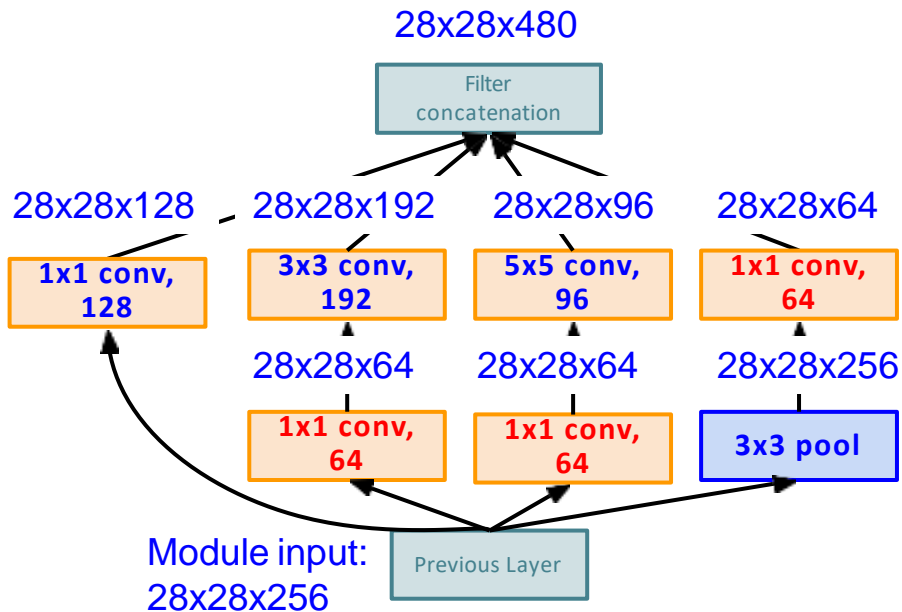 28x28x480
Filter
concatenation
28x28x128
28x28x192
28x28x96
28x28x64
1x1 conv,
128
3x3 conv,
192
5x5 conv,
96
1x1 conv,
64
28x28x64
28x28x64
28x28x256
1x1 conv,
64
1x1 conv,
64
3x3 pool
Module input:
28x28x256
Previous Layer